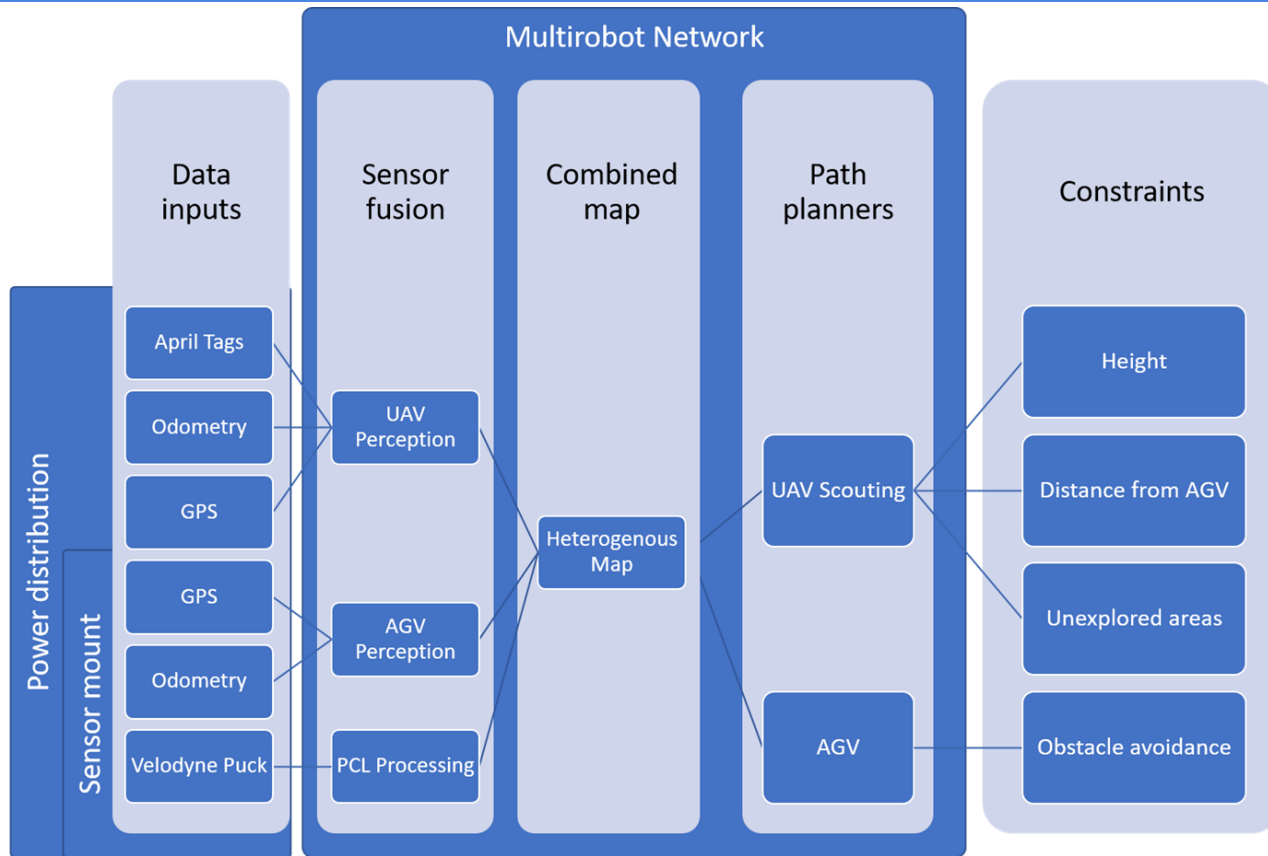 Multirobot Network
Data
inputs
Sensor
fusion
Combined
map
Path
planners
Constraints
Power distribution
Sensor mount
April Tags
Odometry
GPS
GPS
Odometry
Velodyne Puck
UAV
Perception
AGV
Perception
PCL Processing
Heterogenous
Map
UAV Scouting
AGV
Height
Distance from AGV
Unexplored areas
Obstacle avoidance